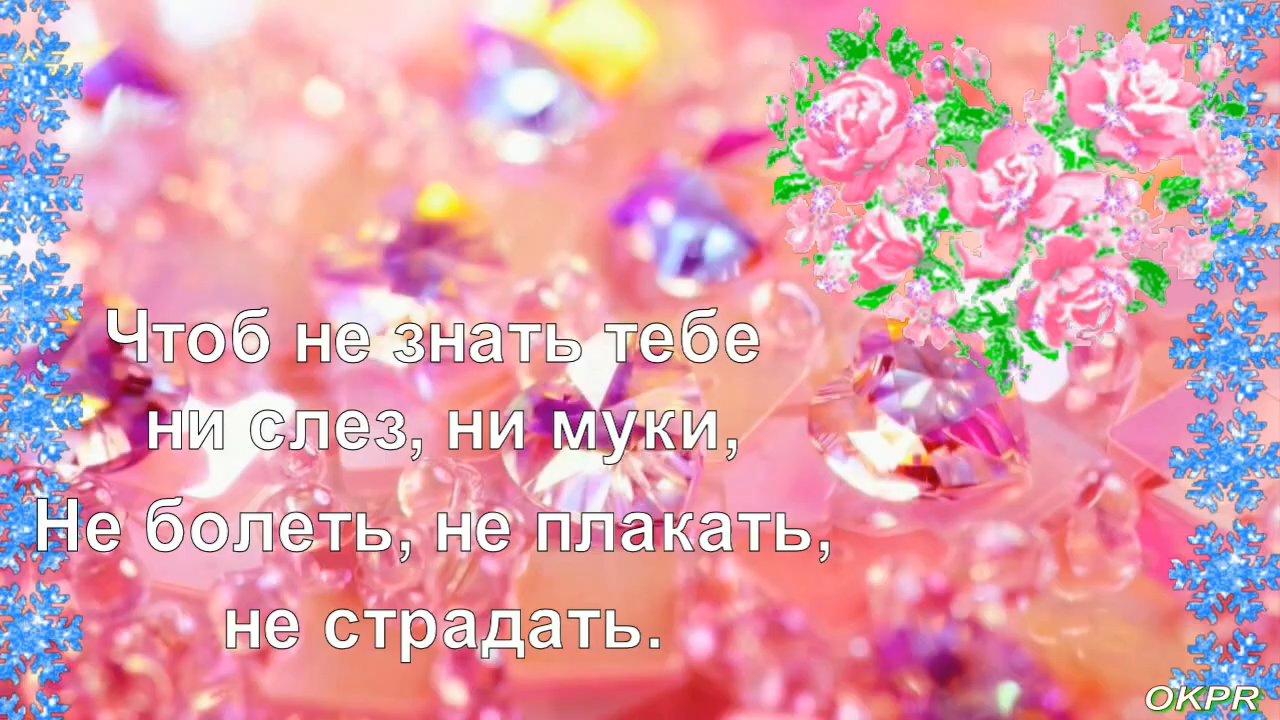 Чтоб не знать тебе
ни слез, ни муки,
Не болеть, не плакать,
не страдать.
OKPR